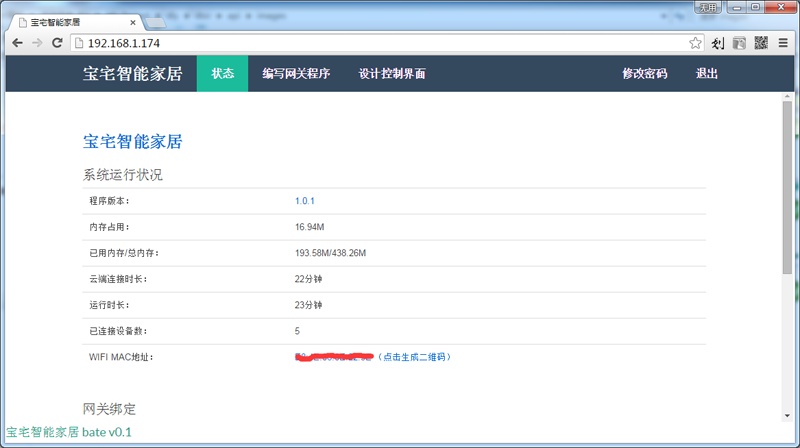 无用
宝宅智能家居
192.168.1.174
宝宅智能家居 状态 编写网关程序 设计控制界面 修改密码 退出
宝宅智能家居
系统运行状况
程序版本： 1.0.1
内存占用： 16.94M
已用内存/总内存： 193.58M/438.26M
云端连接时长： 22分钟
运行时长： 23分钟
已连接设备数： 5
WIFI MAC地址： （点击生成二维码）
网关绑定
宝宅智能家居 bate v0.1